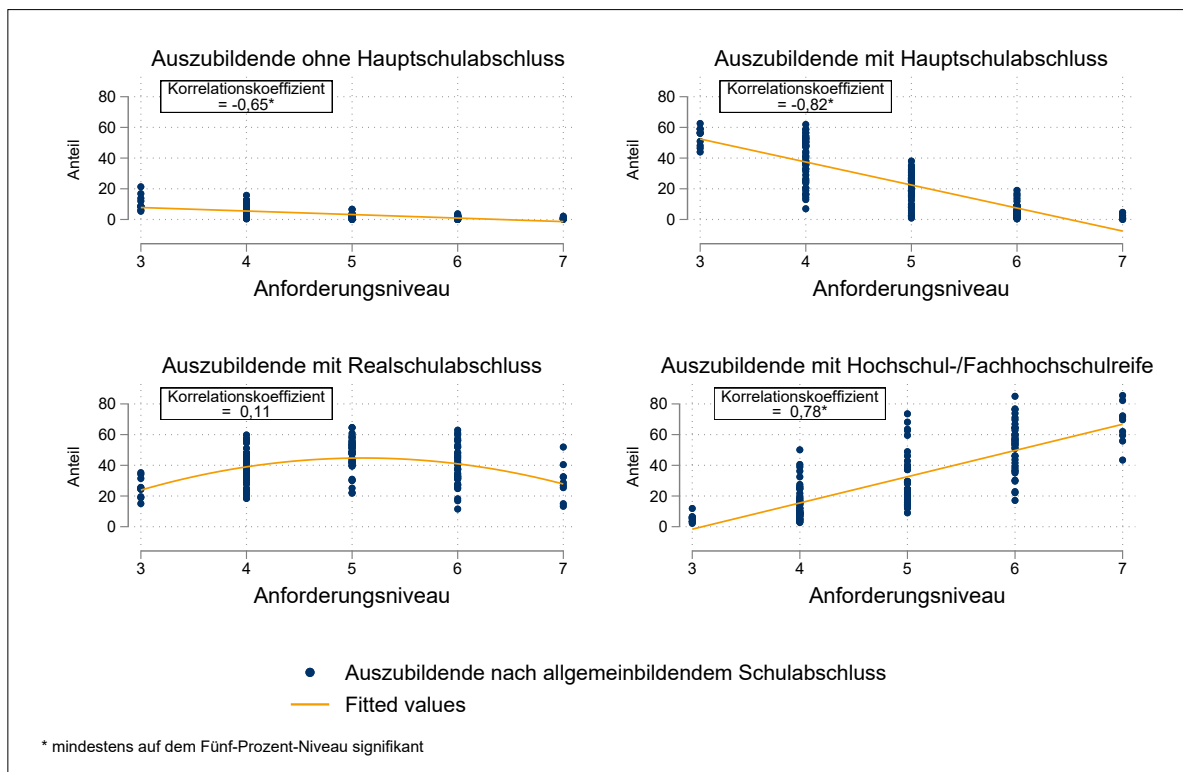 Auszubildende ohne Hauptschulabschluss
Korrelationskoeffizient
= -0,65*
Anteil
80
60
40
20
0
3 4 5 6 7
Anforderungsniveau
Auszubildende mit Hauptschulabschluss
Korrelationskoeffizient
= -0,82*
Anteil
80
60
40
20
0
3 4 5 6 7
Anforderungsniveau
Auszubildende mit Realschulabschluss
Korrelationskoeffizient
= 0,11
Anteil
80
60
40
20
0
3 4 5 6 7
Anforderungsniveau
Auszubildende mit Hochschul-/Fachhochschulreife
Korrelationskoeffizient
= 0,78*
Anteil
80
60
40
20
0
3 4 5 6 7
Anforderungsniveau
Auszubildende nach allgemeinbildendem Schulabschluss
Fitted values
* mindestens auf dem Fünf-Prozent-Niveau signifikant